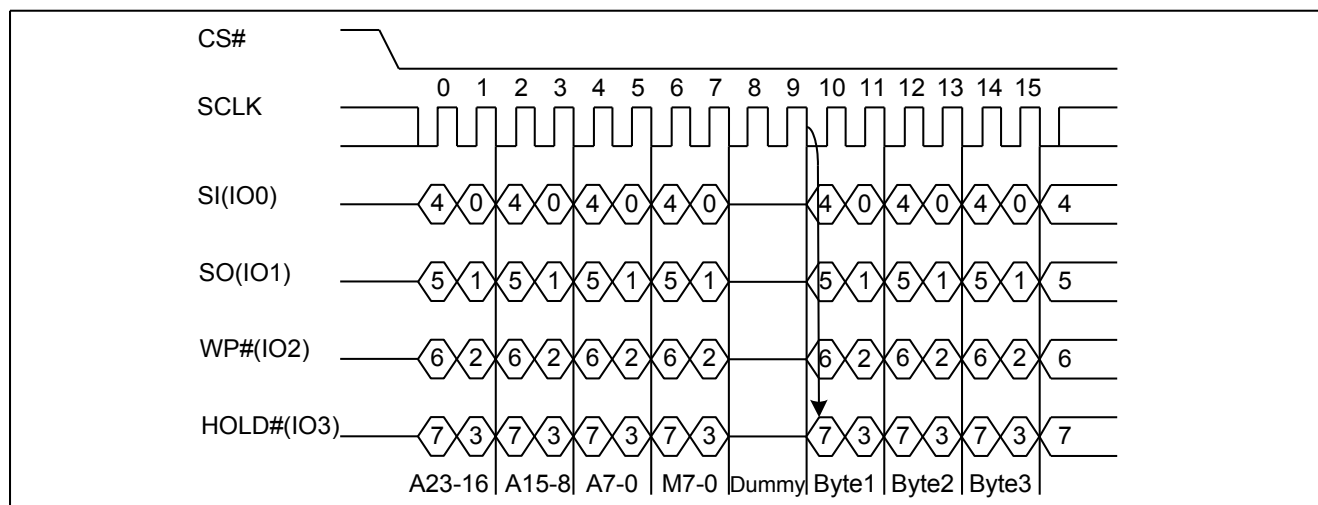 CS#
0 1 2 3 4 5 6 7 8 9 10 11 12 13 14 15
SCLK
SI(IO0) 4 0 4 0 4 0 4 0 4 0 4 0 4 0 4
SO(IO1) 5 1 5 1 5 1 5 1 5 1 5 1 5 1 5
WP#(IO2) 6 2 6 2 6 2 6 2 6 2 6 2 6 2 6
HOLD#(IO3) 7 3 7 3 7 3 7 3 7 3 7 3 7 3 7
A23-16 A15-8 A7-0 M7-0 Dummy Byte1 Byte2 Byte3